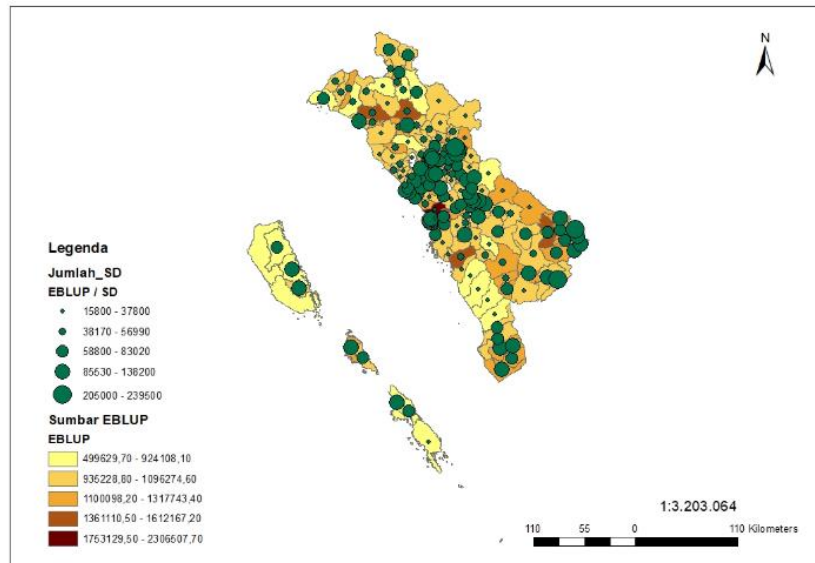 N
Legenda
Jumlah_SD
EBLUP / SD
15800 - 37800
38170 - 56990
58800 - 83020
85630 - 138200
205000 - 239500
Sumbar EBLUP
EBLUP
499629,70 - 924108,10
935228,80 - 1096274,60
1100098,20 - 1317743,40
1361110,50 - 1612167,20
1753129,50 - 2306507,70
1:3.203.064
110 55 0 110 Kilometers